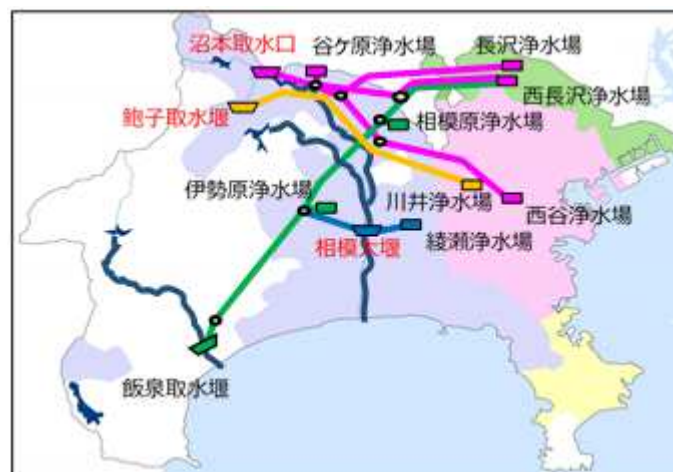 沼本取水口
谷ケ原浄水場
長沢浄水場
西長沢浄水場
鮑子取水堰
相模原浄水場
伊勢原浄水場
川井浄水場
西谷浄水場
相模大堰
綾瀬浄水場
飯泉取水堰